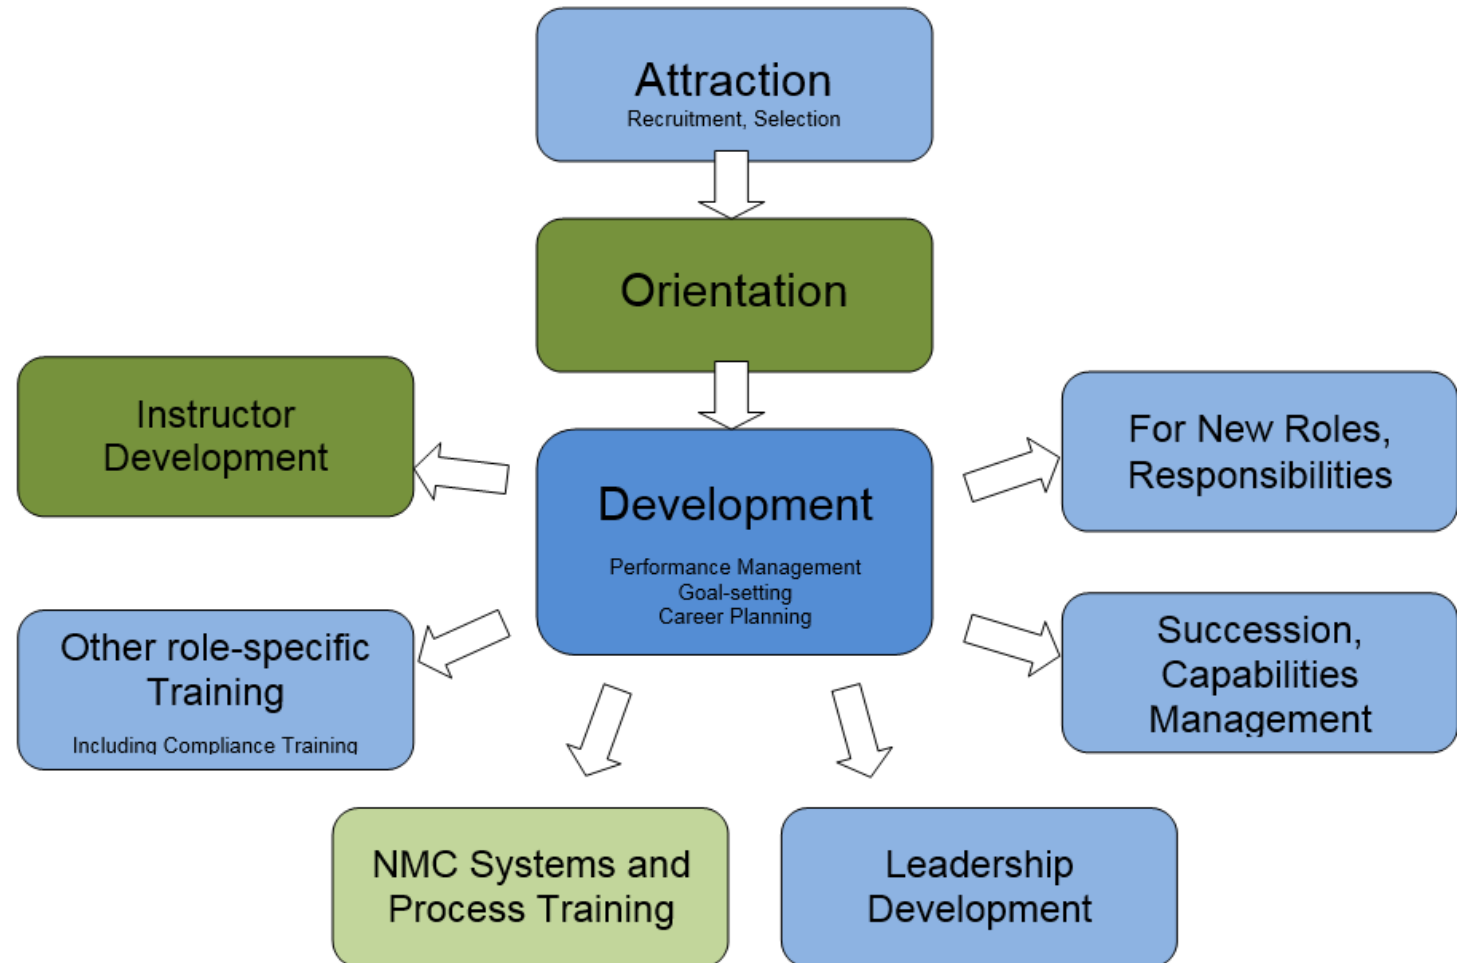 Attraction
Recruitment, Selection
Orientation
Instructor
Development
For New Roles,
Responsibilities
Development
Performance Management
Goal-setting
Career Planning
Other role-specific
Training
Including Compliance Training
Succession,
Capabilities
Management
NMC Systems and
Process Training
Leadership
Development